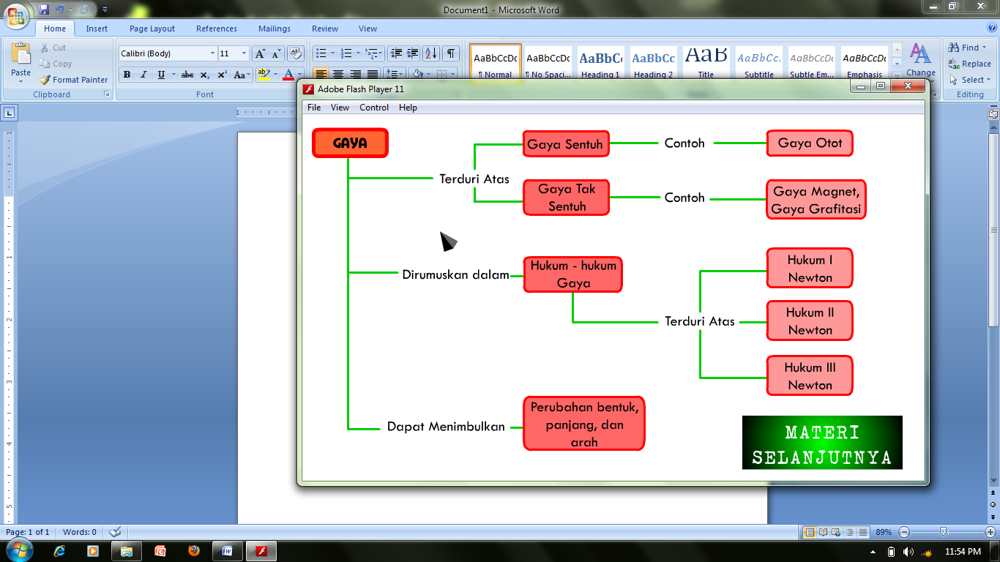 Document1 - Microsoft Word
Home Insert Page Layout References Mailings Review View
Paste
Cut
Copy
Format Painter
Clipboard
Calibri (Body) 11
B I U abc x₂ x² Aa
Font
AaBbCcDc AaBbCcDc AaBbC AaBbCc AaB AaBbCc. AaBbCcDc AaBbCcDc
¶ Normal ¶ No Spaci... Heading 1 Heading 2 Title Subtitle Subtle Em... Emphasis
Change
Find
Replace
Select
Editing
Adobe Flash Player 11
File View Control Help
GAYA
Terduri Atas
Gaya Sentuh
Contoh
Gaya Otot
Gaya Tak
Sentuh
Contoh
Gaya Magnet,
Gaya Grafitasi
Dirumuskan dalam
Hukum - hukum
Gaya
Terduri Atas
Hukum I
Newton
Hukum II
Newton
Hukum III
Newton
Dapat Menimbulkan
Perubahan bentuk,
panjang, dan
arah
MATERI
SELANJUTNYA
Page: 1 of 1 Words: 0
89%
11:54 PM